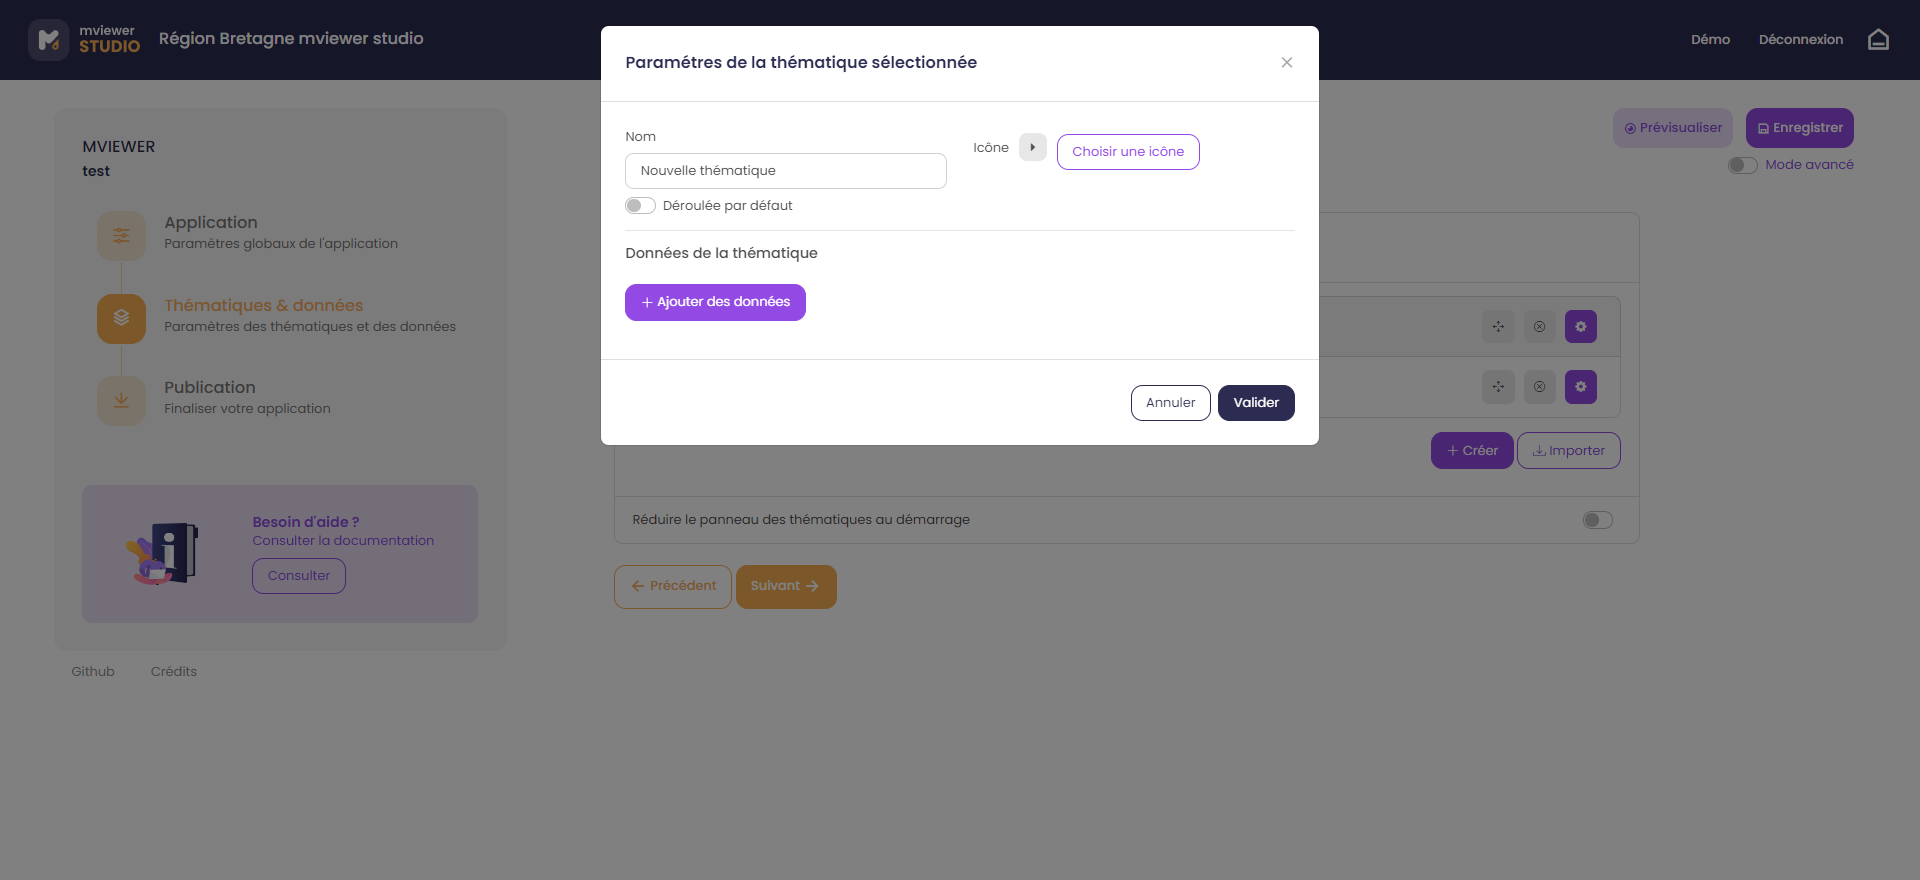 mviewer
STUDIO
Région Bretagne mviewer studio
Démo
Déconnexion
Paramétres de la thématique sélectionnée
Nom
Nouvelle thématique
Icône
Choisir une icône
Déroulée par défaut
Données de la thématique
Ajouter des données
Annuler
Valider
Prévisualiser
Enregistrer
Mode avancé
MVIEWER
test
Application
Paramètres globaux de l'application
Thématiques & données
Paramètres des thématiques et des données
Publication
Finaliser votre application
Besoin d'aide ?
Consulter la documentation
Consulter
Github
Crédits
Créer
Importer
Réduire le panneau des thématiques au démarrage
Précédent
Suivant